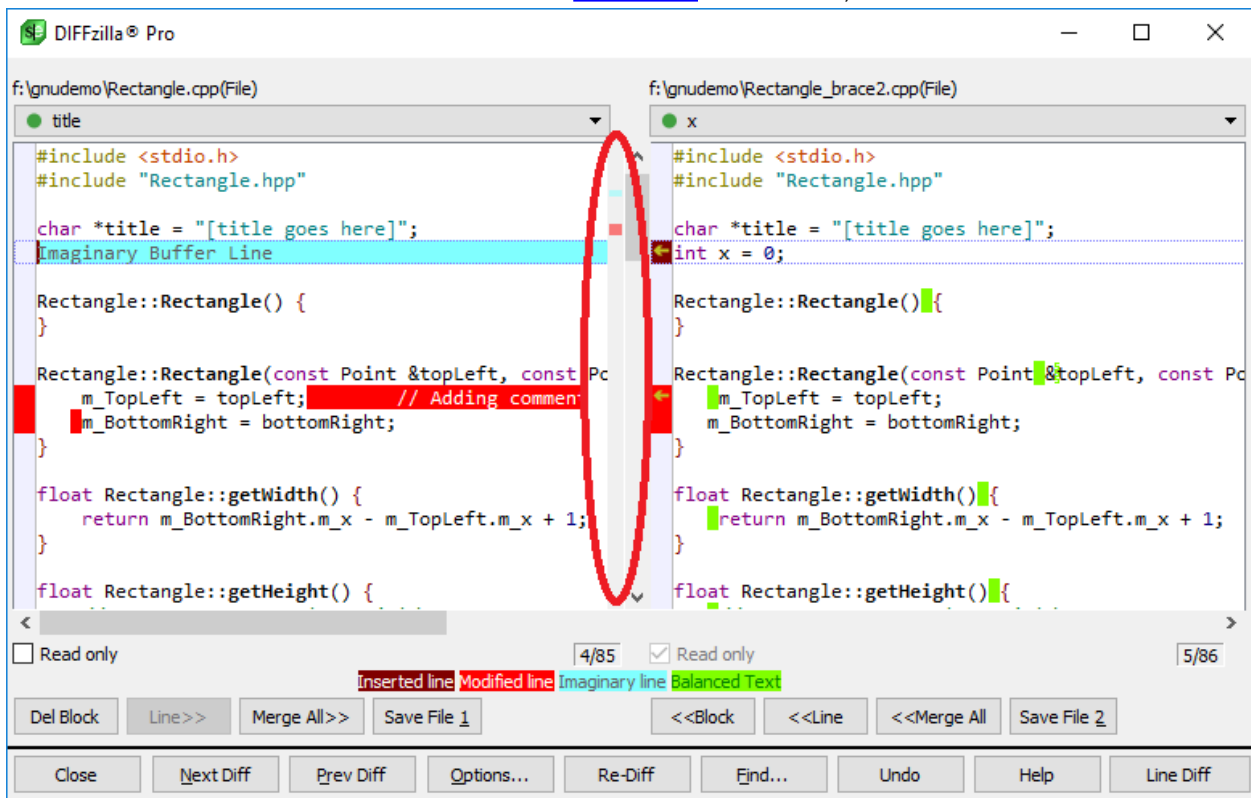 DIFFzilla® Pro
f:\gnudemo\Rectangle.cpp(File)
title
#include <stdio.h>
#include "Rectangle.hpp"
char *title = "[title goes here]";
Imaginary Buffer Line
Rectangle::Rectangle() {
}
Rectangle::Rectangle(const Point &topLeft, const Po
m_TopLeft = topLeft; // Adding commen
m_BottomRight = bottomRight;
}
float Rectangle::getWidth() {
return m_BottomRight.m_x - m_TopLeft.m_x + 1;
}
float Rectangle::getHeight() {
f:\gnudemo\Rectangle_brace2.cpp(File)
x
#include <stdio.h>
#include "Rectangle.hpp"
char *title = "[title goes here]";
int x = 0;
Rectangle::Rectangle() {
}
Rectangle::Rectangle(const Point &topLeft, const Po
m_TopLeft = topLeft;
m_BottomRight = bottomRight;
}
float Rectangle::getWidth() {
return m_BottomRight.m_x - m_TopLeft.m_x + 1;
}
float Rectangle::getHeight() {
Read only 4/85 Read only 5/86
Inserted line Modified line Imaginary line Balanced Text
Del Block Line>> Merge All>> Save File 1 <<Block <<Line <<Merge All Save File 2
Close Next Diff Prev Diff Options... Re-Diff Find... Undo Help Line Diff